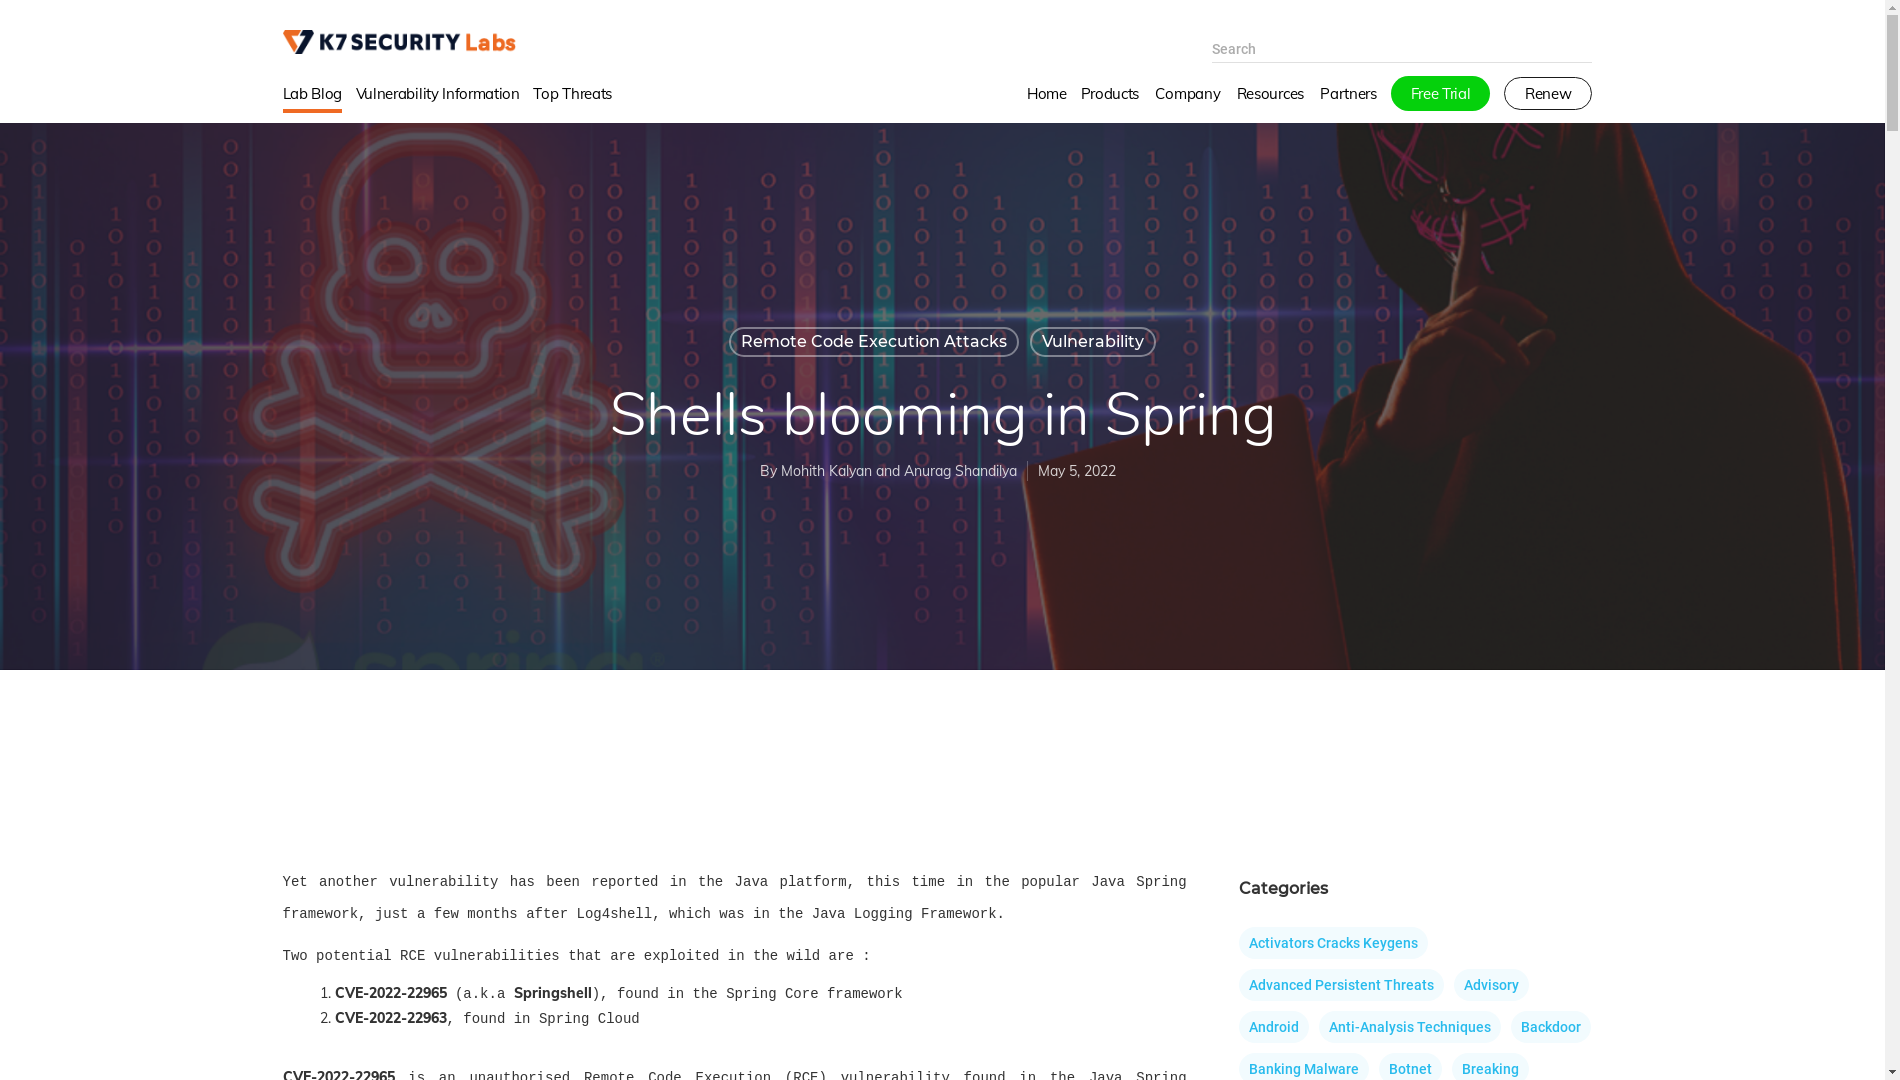 K7 SECURITY Labs
Search
Lab Blog Vulnerability Information Top Threats
Home Products Company Resources Partners Free Trial Renew
Remote Code Execution Attacks Vulnerability
Shells blooming in Spring
By Mohith Kalyan and Anurag Shandilya May 5, 2022
spring
Yet another vulnerability has been reported in the Java platform, this time in the popular Java Spring
framework, just a few months after Log4shell, which was in the Java Logging Framework.
Two potential RCE vulnerabilities that are exploited in the wild are :
1. CVE-2022-22965 (a.k.a Springshell), found in the Spring Core framework
2. CVE-2022-22963, found in Spring Cloud
CVE-2022-22965 is an unauthorised Remote Code Execution (RCE) vulnerability found in the Java Spring
Categories
Activators Cracks Keygens
Advanced Persistent Threats Advisory
Android Anti-Analysis Techniques Backdoor
Banking Malware Botnet Breaking